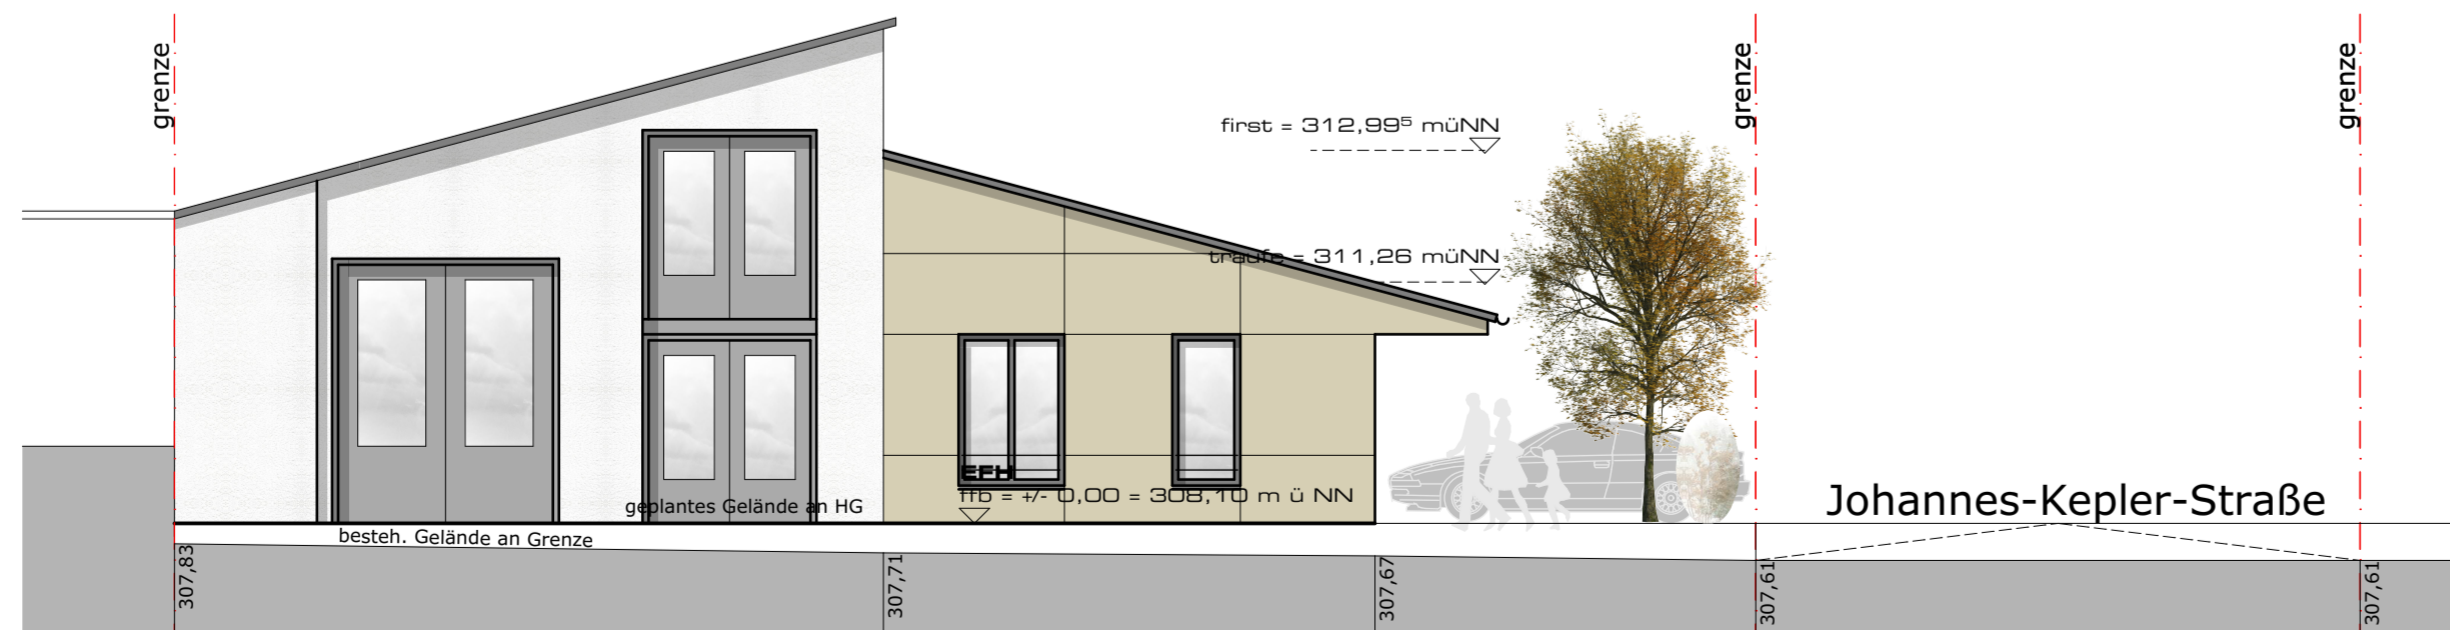 grenze
grenze
grenze
first = 312,99⁵ müNN
traufe = 311,26 müNN
EFH
ffb = +/- 0,00 = 308,10 m ü NN
geplantes Gelände an HG
Johannes-Kepler-Straße
besteh. Gelände an Grenze
307,83
307,71
307,67
307,61
307,61